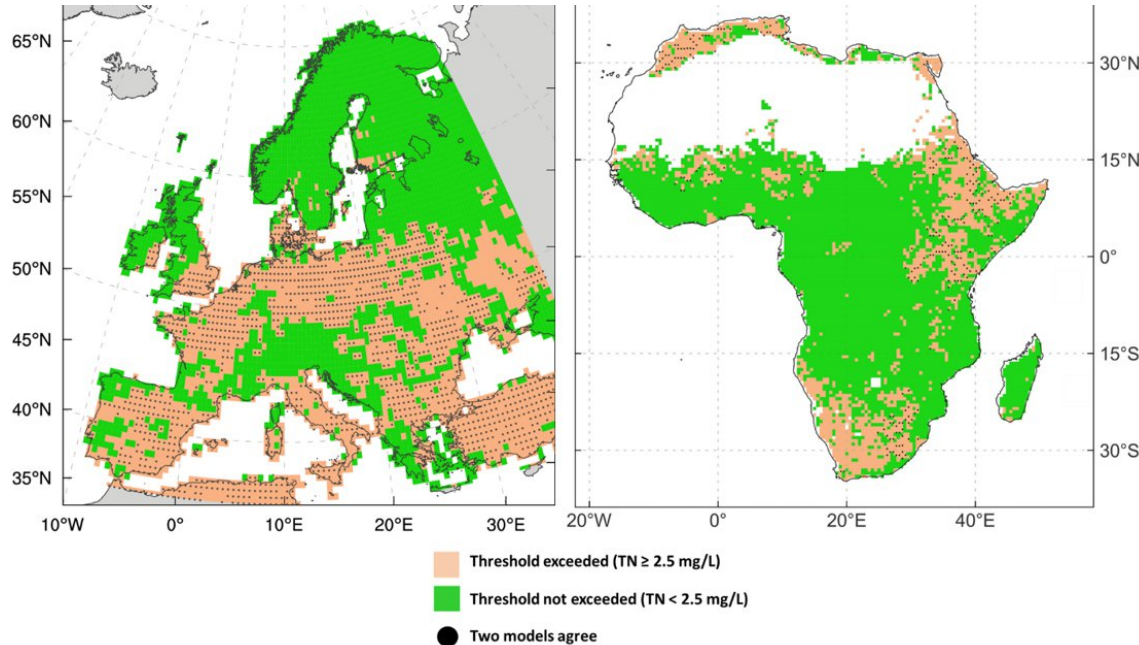 65°N
60°N
55°N
50°N
45°N
40°N
35°N
10°W 0° 10°E 20°E 30°E
30°N
15°N
0°
15°S
30°S
20°W 0° 20°E 40°E
Threshold exceeded (TN ≥ 2.5 mg/L)
Threshold not exceeded (TN < 2.5 mg/L)
Two models agree